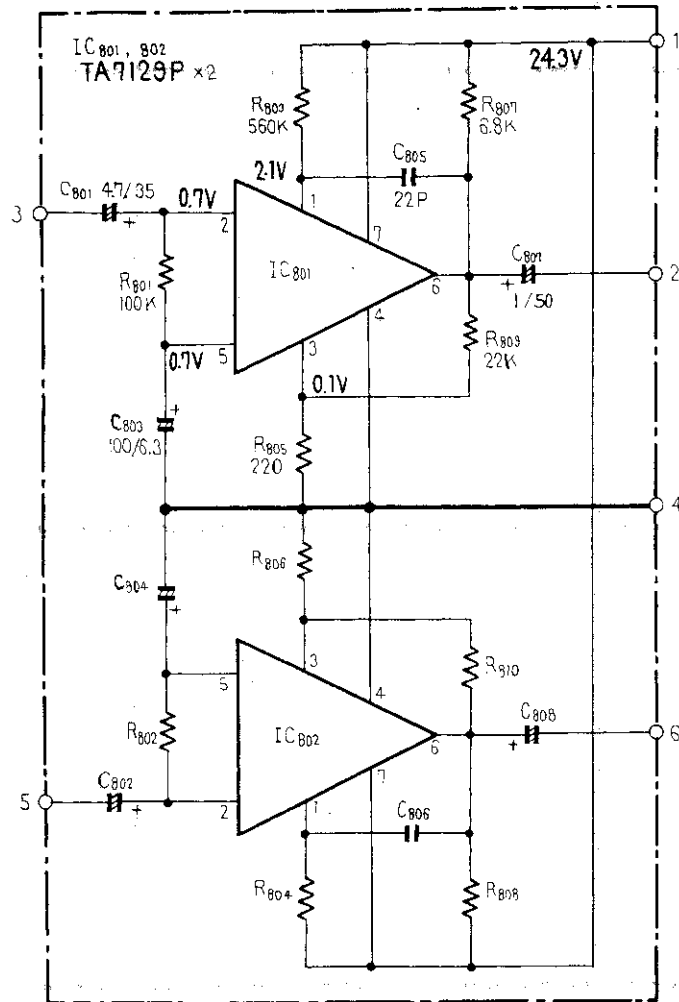 IC801, 802
TA7129P ×2
1
24.3V
R803
560K
R807
6.8K
C805
22P
2.1V
C801 4.7/35
0.7V
3
1
2
7
R801
100K
IC801
6
C807
1/50
2
4
5
3
0.7V
R809
22K
0.1V
C803
100/6.3
R805
220
4
R806
C804
3
5
4
R810
R802
IC802
6
C808
6
7
C802
5
2
1
C806
R804
R808